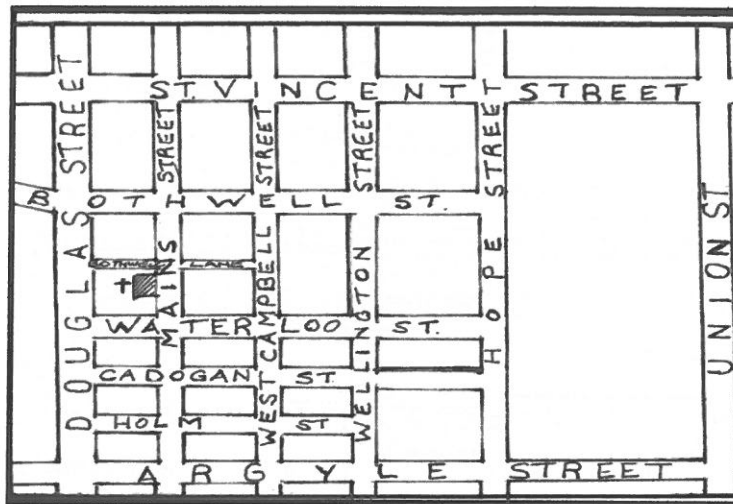 ST. VINCENT STREET
BOTHWELL ST.
LANE
WATERLOO ST.
CADOGAN ST.
HOLM ST
ARGYLE STREET
DOUGLAS STREET
MAINS STREET
WEST CAMPBELL STREET
WELLINGTON STREET
HOPE STREET
UNION ST.